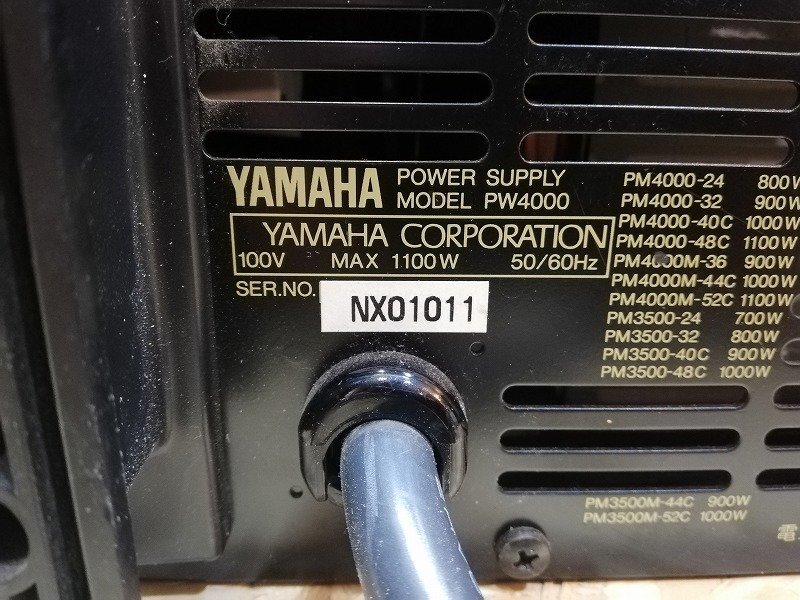 YAMAHA POWER SUPPLY
MODEL PW4000
YAMAHA CORPORATION
100V MAX 1100W 50/60Hz
SER.NO. NX01011
PM4000-24 800W
PM4000-32 900W
PM4000-40C 1000W
PM4000-48C 1100W
PM4000M-36 900W
PM4000M-44C 1000W
PM4000M-52C 1100W
PM3500-24 700W
PM3500-32 800W
PM3500-40C 900W
PM3500-48C 1000W
PM3500M-44C 900W
PM3500M-52C 1000W
電